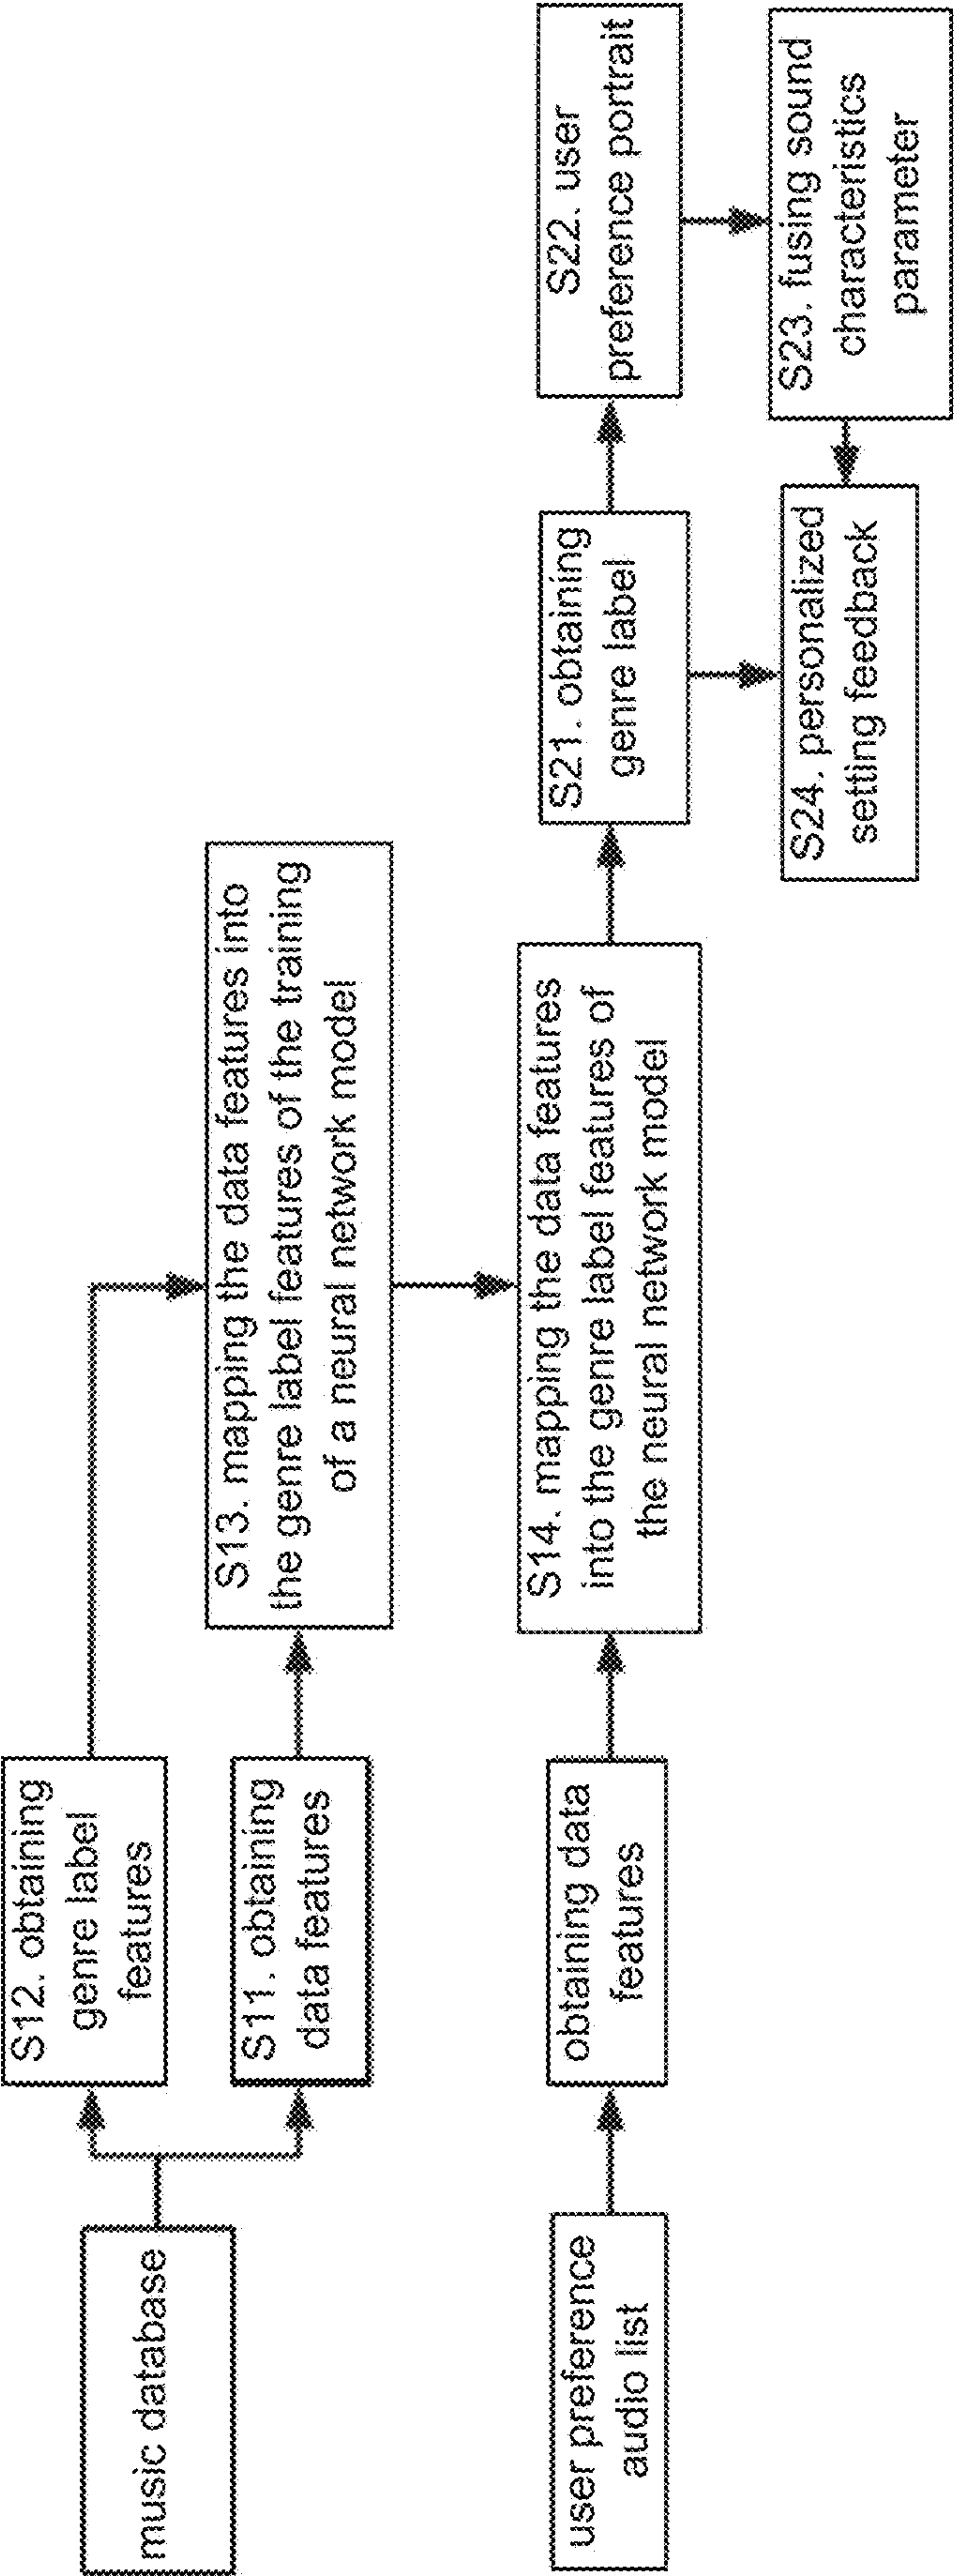 music database
S12. obtaining
genre label
features
S11. obtaining
data features
S13. mapping the data features into
the genre label features of the training
of a neural network model
user preference
audio list
obtaining data
features
S14. mapping the data features
into the genre label features of
the neural network model
S21. obtaining
genre label
S22. user
preference portrait
S24. personalized
setting feedback
S23. fusing sound
characteristics
parameter